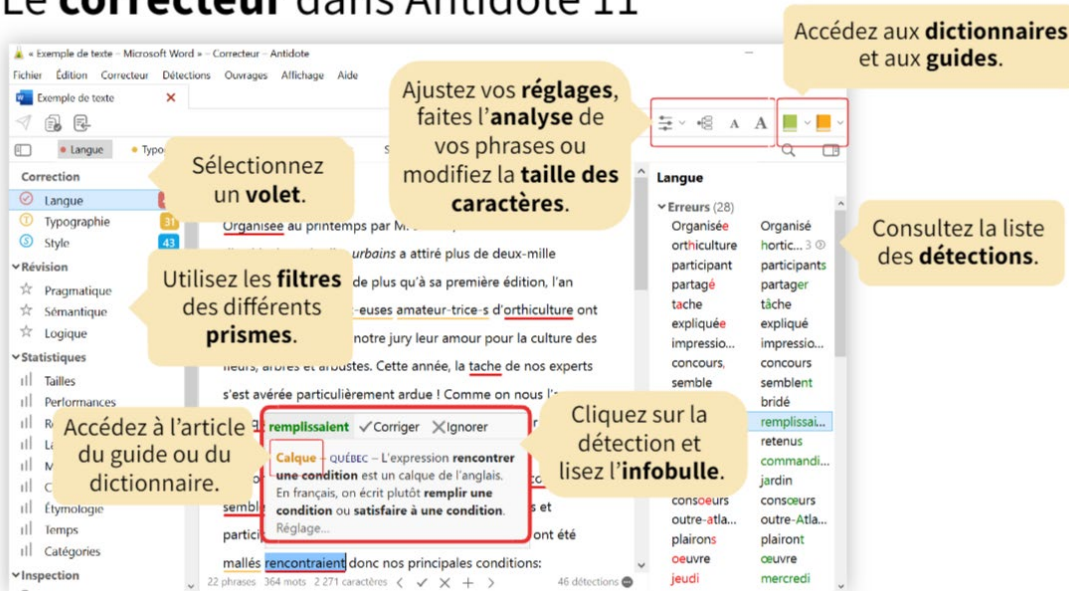 Le correcteur dans Antidote 11
Accédez aux dictionnaires
et aux guides.
« Exemple de texte – Microsoft Word » – Correcteur – Antidote
Fichier Édition Correcteur Détections Ouvrages Affichage Aide
Exemple de texte
Ajustez vos réglages,
faites l'analyse de
vos phrases ou
modifiez la taille des
caractères.
A A
Langue
Sélectionnez
un volet.
Correction
Langue
Typographie 31
Style 43
Révision
Pragmatique
Sémantique
Logique
Statistiques
Tailles
Performances
Étymologie
Temps
Catégories
Inspection
Utilisez les filtres
des différents
prismes.
Organisée au printemps par M.
urbains a attiré plus de deux-mille
de plus qu'à sa première édition, l'an
-euses amateur-trice-s d'orthiculture ont
notre jury leur amour pour la culture des
fleurs, arbres et arbustes. Cette année, la tache de nos experts
s'est avérée particulièrement ardue ! Comme on nous
Accédez à l'article
du guide ou du
dictionnaire.
remplissaient Corriger Ignorer
Calque – QUÉBEC – L'expression rencontrer
une condition est un calque de l'anglais.
En français, on écrit plutôt remplir une
condition ou satisfaire à une condition.
Réglage...
Cliquez sur la
détection et
lisez l'infobulle.
ont été
mallés rencontraient donc nos principales conditions:
22 phrases 364 mots 2 271 caractères 46 détections
Langue
Erreurs (28)
Organisée Organisé
orthiculture hortic... 3
participant participants
partagé partager
tache tâche
expliquée expliqué
impressio... impressio...
concours, concours
semble semblent
bridé
remplissai...
retenus
commandi...
jardin
consoeurs consœurs
outre-atla... outre-Atla...
plairons plairont
oeuvre œuvre
jeudi mercredi
Consultez la liste
des détections.